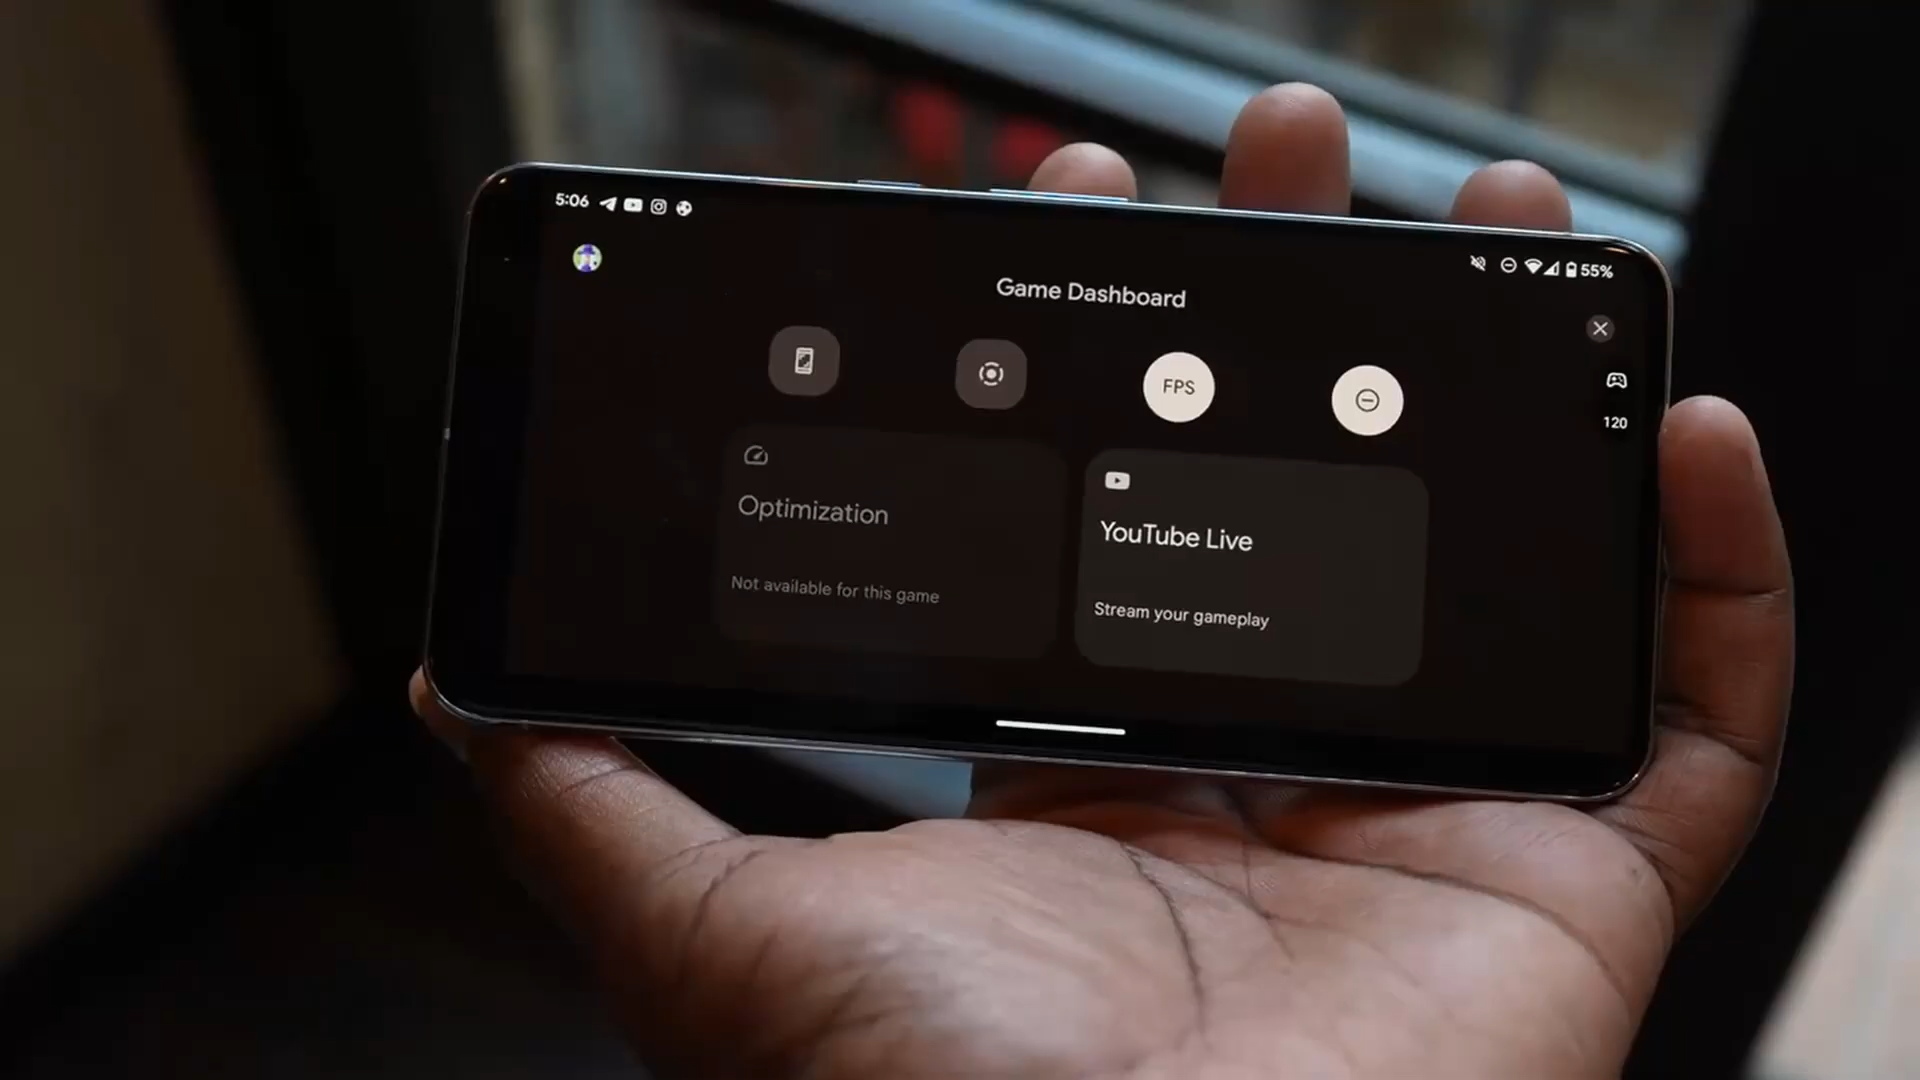 5:06
55%
Game Dashboard
FPS
120
Optimization
Not available for this game
YouTube Live
Stream your gameplay